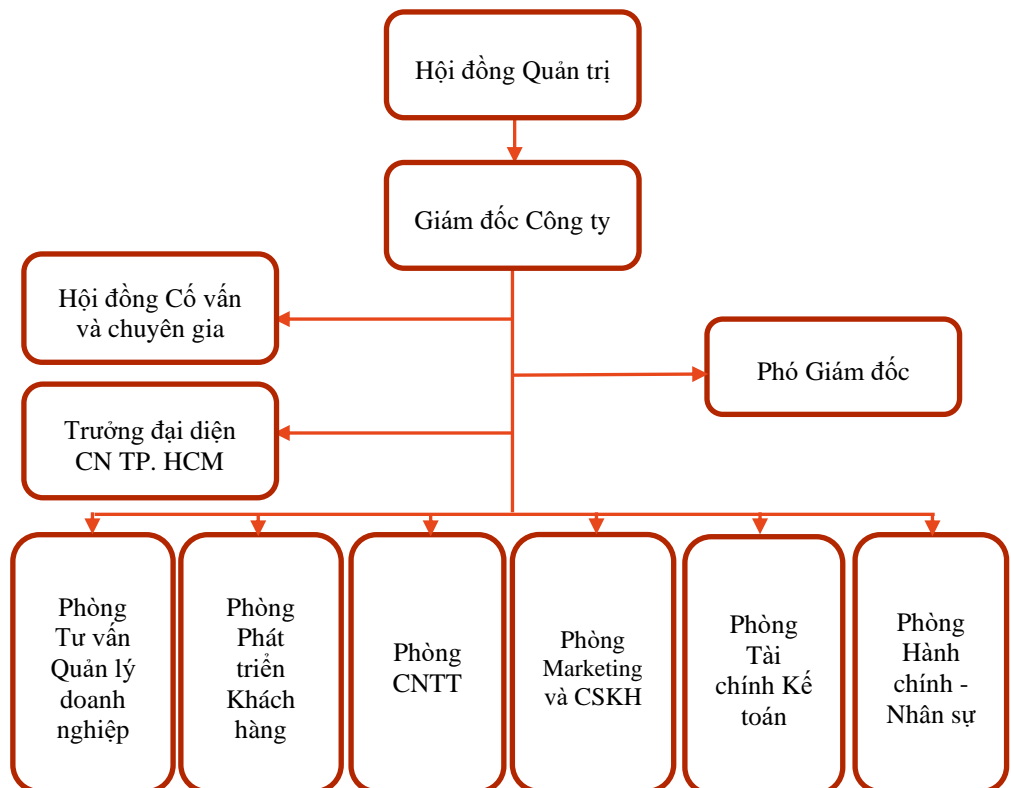 Hội đồng Quản trị
Giám đốc Công ty
Hội đồng Cố vấn
và chuyên gia
Phó Giám đốc
Trưởng đại diện
CN TP. HCM
Phòng
Tư vấn
Quản lý
doanh
nghiệp
Phòng
Phát
triển
Khách
hàng
Phòng
CNTT
Phòng
Marketing
và CSKH
Phòng
Tài
chính Kế
toán
Phòng
Hành
chính -
Nhân sự